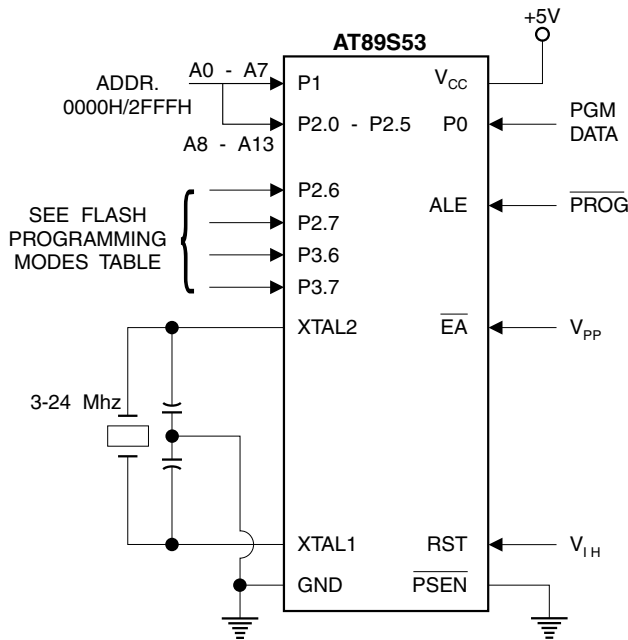 +5V
AT89S53
A0 - A7
ADDR.
0000H/2FFFH
P1
VCC
P2.0 - P2.5
P0
PGM
DATA
A8 - A13
P2.6
SEE FLASH
PROGRAMMING
MODES TABLE
P2.7
ALE
PROG
P3.6
P3.7
XTAL2
EA
VPP
3-24 Mhz
XTAL1
RST
VIH
GND
PSEN